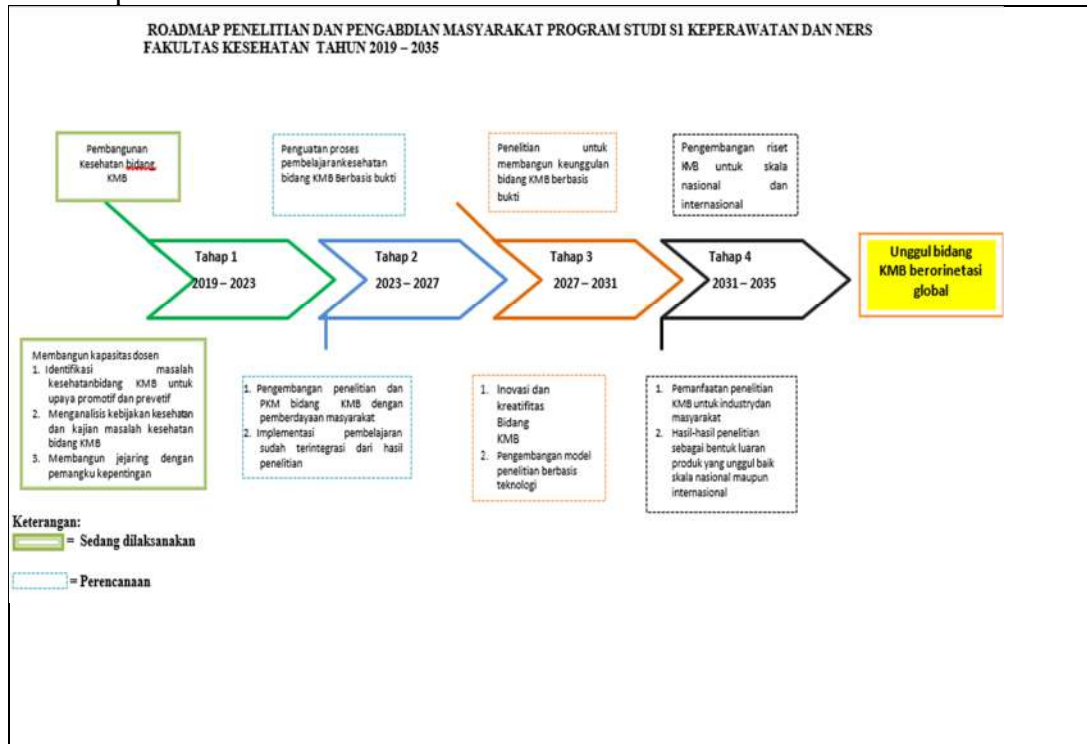 ROADMAP PENELITIAN DAN PENGABDIAN MASYARAKAT PROGRAM STUDI S1 KEPERAWATAN DAN NERS
FAKULTAS KESEHATAN TAHUN 2019 – 2035
Pembangunan
Kesehatan bidang
KMB
Penguatan proses
pembelajarankesehatan
bidang KMB Berbasis bukti
Penelitian untuk
membangun keunggulan
bidang KMB berbasis
bukti
Pengembangan riset
KMB untuk skala
nasional dan
internasional
Tahap 1
2019 – 2023
Tahap 2
2023 – 2027
Tahap 3
2027 – 2031
Tahap 4
2031 – 2035
Unggul bidang
KMB berorinetasi
global
Membangun kapasitas dosen
1. Identifikasi masalah
kesehatanbidang KMB untuk
upaya promotif dan prevetif
2. Menganalisis kebijakan kesehatan
dan kajian masalah kesehatan
bidang KMB
3. Membangun jejaring dengan
pemangku kepentingan
1. Pengembangan penelitian dan
PKM bidang KMB dengan
pemberdayaan masyarakat
2. Implementasi pembelajaran
sudah terintegrasi dari hasil
penelitian
1. Inovasi dan
kreatifitas
Bidang
KMB
2. Pengembangan model
penelitian berbasis
teknologi
1. Pemanfaatan penelitian
KMB untuk industrydan
masyarakat
2. Hasil-hasil penelitian
sebagai bentuk luaran
produk yang unggul baik
skala nasional maupun
internasional
Keterangan:
= Sedang dilaksanakan
= Perencanaan